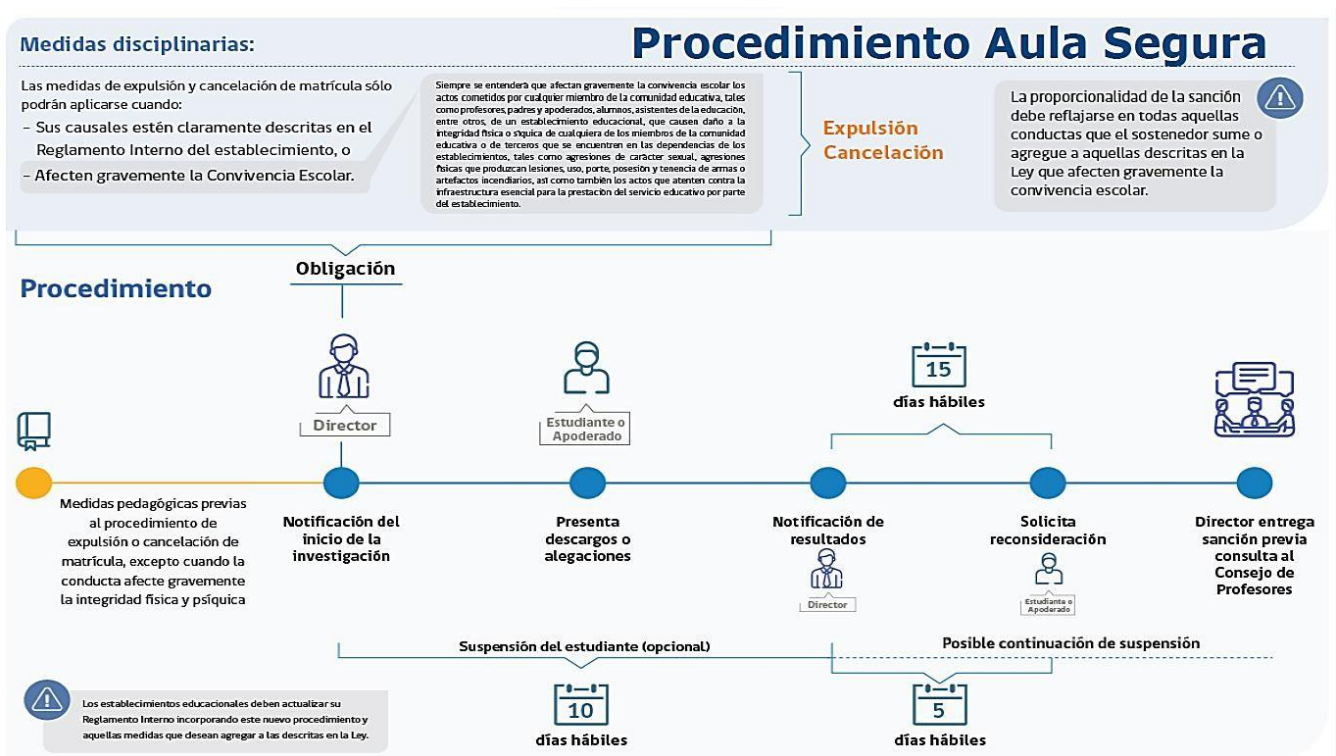 Medidas disciplinarias:
Procedimiento Aula Segura
Las medidas de expulsión y cancelación de matrícula sólo
podrán aplicarse cuando:
- Sus causales estén claramente descritas en el
Reglamento Interno del establecimiento, o
- Afecten gravemente la Convivencia Escolar.
Siempre se entenderá que afectan gravemente la convivencia escolar los
actos cometidos por cualquier miembro de la comunidad educativa, tales
como profesores, padres y apoderados, alumnos, asistentes de la educación,
entre otros, de un establecimiento educacional, que causen daño a la
integridad física o síquica de cualquiera de los miembros de la comunidad
educativa o de terceros que se encuentren en las dependencias de los
establecimientos, tales como agresiones de carácter sexual, agresiones
físicas que produzcan lesiones, uso, porte, posesión y tenencia de armas o
artefactos incendiarios, así como también los actos que atenten contra la
infraestructura esencial para la prestación del servicio educativo por parte
del establecimiento.
Expulsión
Cancelación
La proporcionalidad de la sanción
debe reflajarse en todas aquellas
conductas que el sostenedor sume o
agregue a aquellas descritas en la
Ley que afecten gravemente la
convivencia escolar.
Procedimiento
Obligación
Director
Estudiante o
Apoderado
15
días hábiles
Medidas pedagógicas previas
al procedimiento de
expulsión o cancelación de
matrícula, excepto cuando la
conducta afecte gravemente
la integridad física y psíquica
Notificación del
inicio de la
investigación
Presenta
descargos o
alegaciones
Notificación de
resultados
Director
Solicita
reconsideración
Estudiante o
Apoderado
Director entrega
sanción previa
consulta al
Consejo de
Profesores
Suspensión del estudiante (opcional)
Posible continuación de suspensión
10
días hábiles
5
días hábiles
Los establecimientos educacionales deben actualizar su
Reglamento Interno incorporando este nuevo procedimiento y
aquellas medidas que desean agregar a las descritas en la Ley.